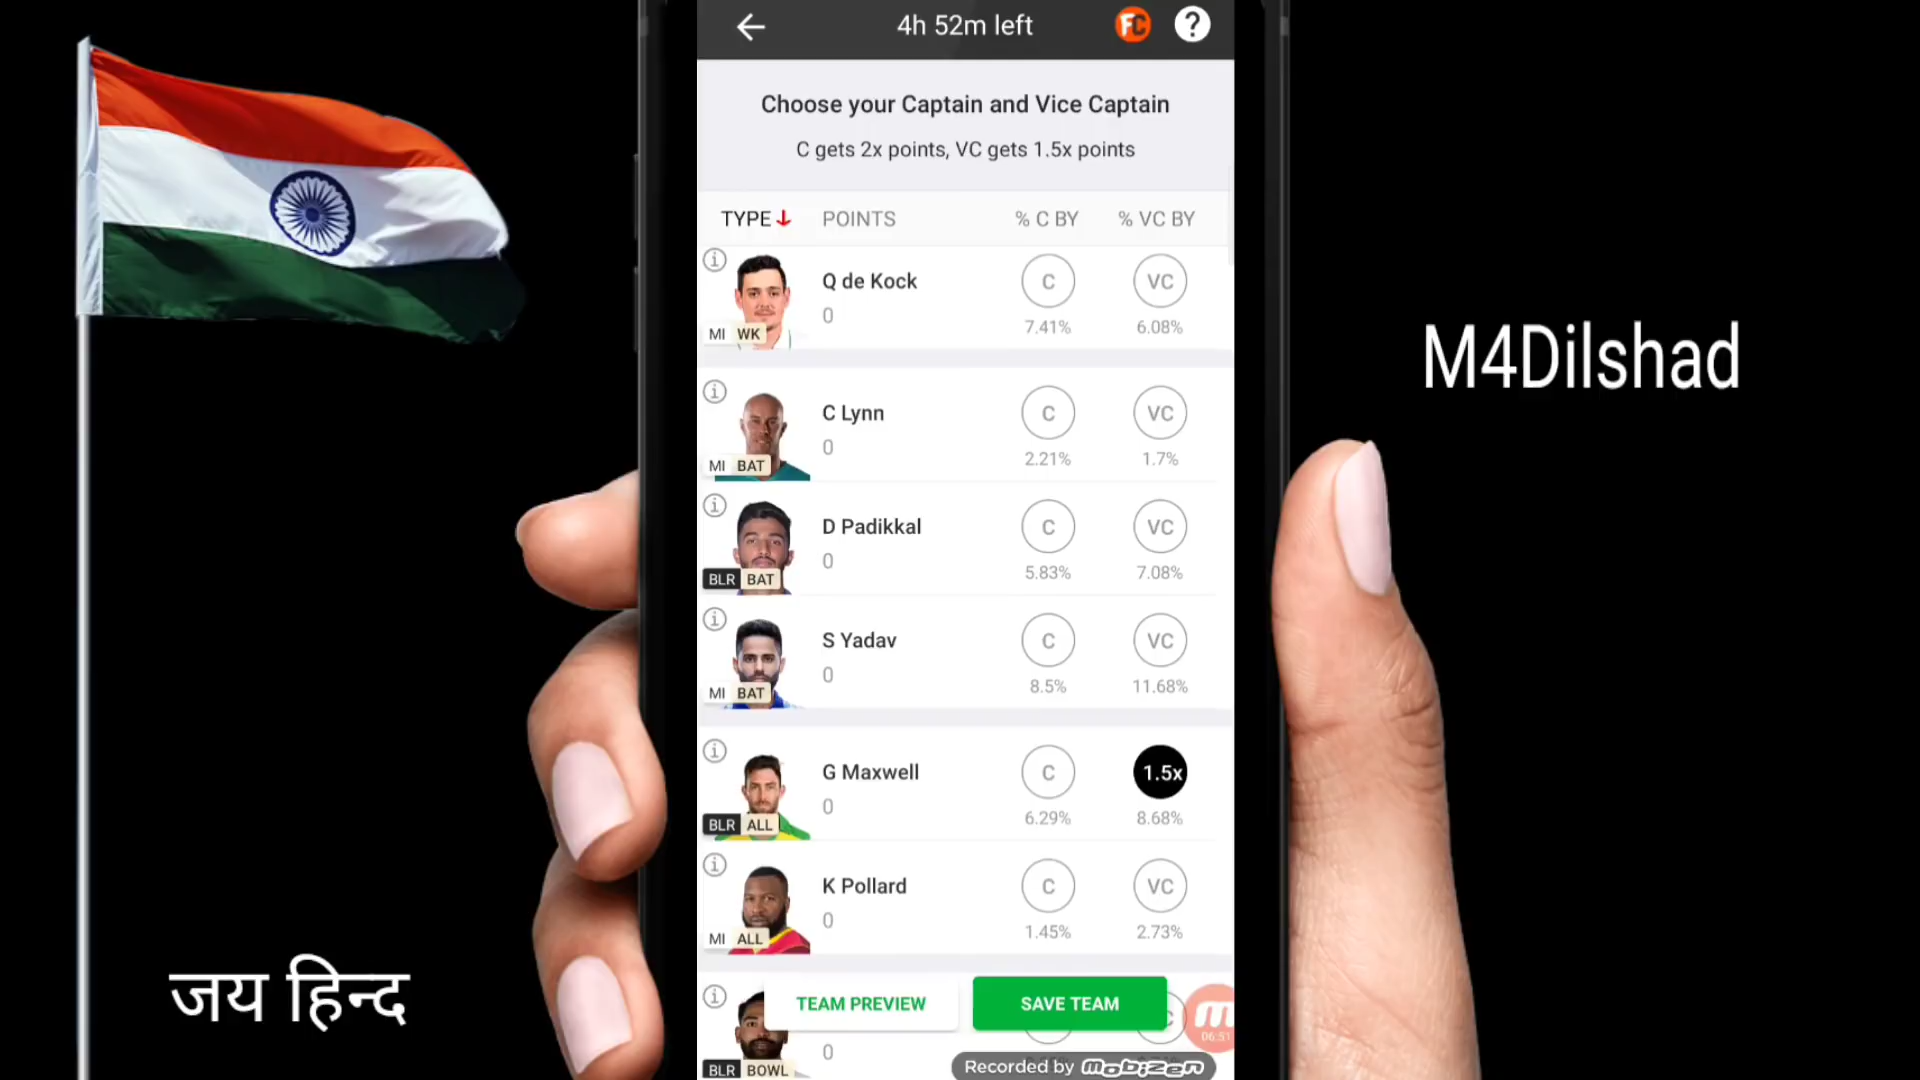 4h 52m left
FC
?
Choose your Captain and Vice Captain
C gets 2x points, VC gets 1.5x points
TYPE POINTS % C BY % VC BY
Q de Kock
0
C 7.41%
VC 6.08%
MI WK
C Lynn
0
C 2.21%
VC 1.7%
MI BAT
D Padikkal
0
C 5.83%
VC 7.08%
BLR BAT
S Yadav
0
C 8.5%
VC 11.68%
MI BAT
G Maxwell
0
C 6.29%
1.5x 8.68%
BLR ALL
K Pollard
0
C 1.45%
VC 2.73%
MI ALL
TEAM PREVIEW
SAVE TEAM
0
BLR BOWL
06:51
Recorded by mobizen
M4Dilshad
जय हिन्द